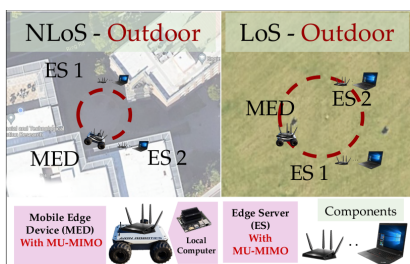 NLoS - Outdoor
LoS - Outdoor
ES 1
ES 2
MED
MED
ES 2
ES 1
Mobile Edge
Device (MED)
With MU-MIMO
Local
Computer
Edge Server
(ES)
With
MU-MIMO
Components